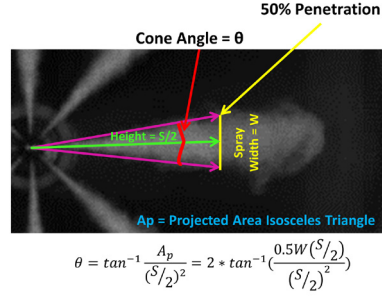 50% Penetration
Cone Angle = θ
Height = S/2
Spray
Width = W
Ap = Projected Area Isosceles Triangle
θ = tan⁻¹ A_p/(S/2)² = 2 * tan⁻¹(0.5W(S/2)/(S/2)²)